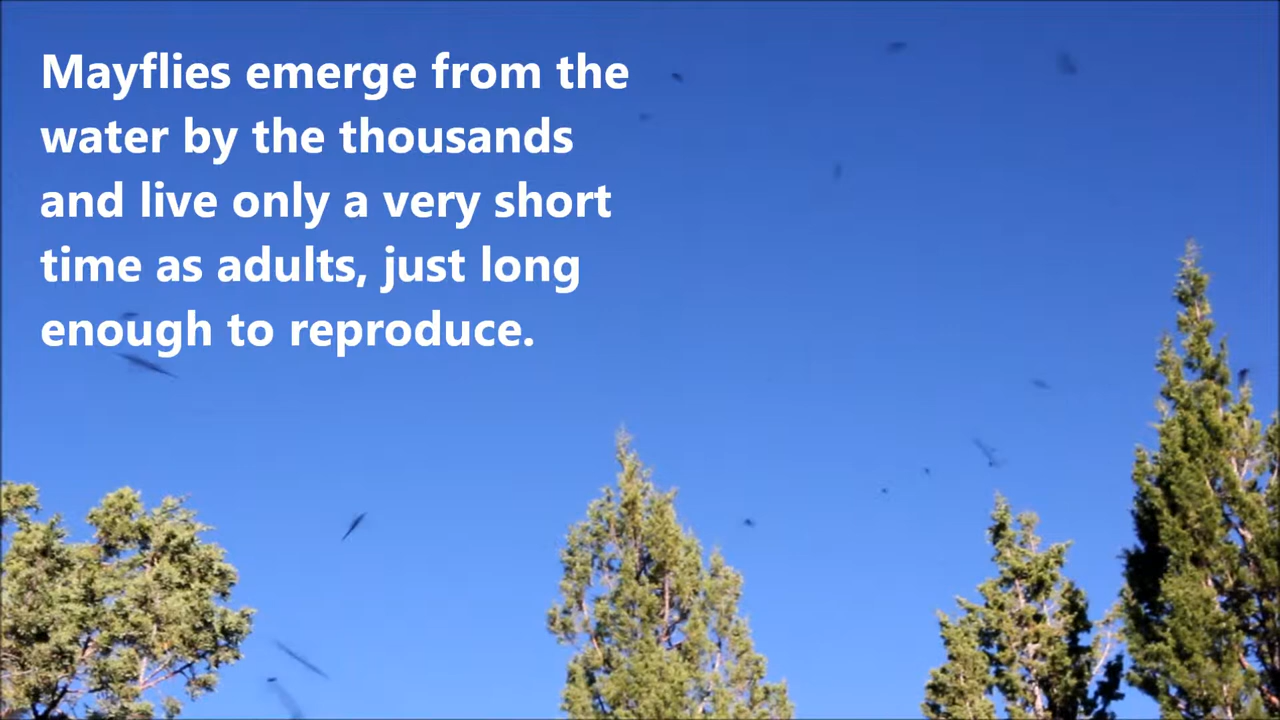 Mayflies emerge from the
water by the thousands
and live only a very short
time as adults, just long
enough to reproduce.